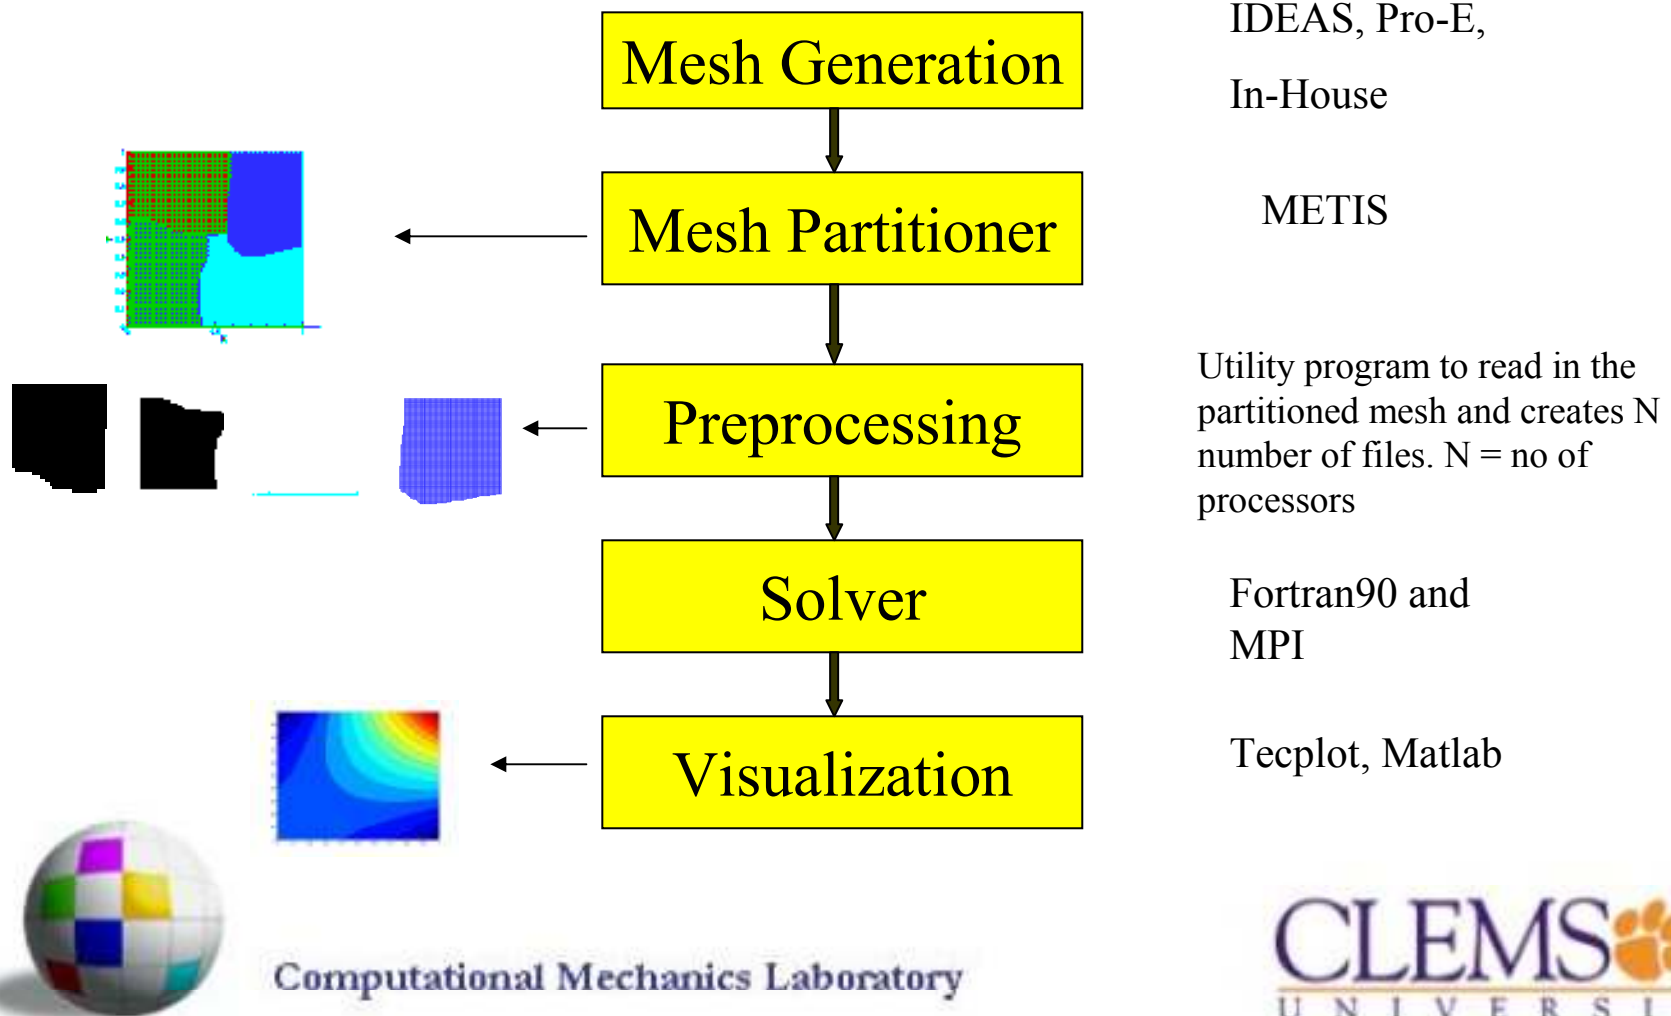 IDEAS, Pro-E,
In-House
Mesh Generation
Mesh Partitioner
METIS
Preprocessing
Utility program to read in the
partitioned mesh and creates N
number of files. N = no of
processors
Solver
Fortran90 and
MPI
Visualization
Tecplot, Matlab
Computational Mechanics Laboratory
CLEMS
UNIVERSI